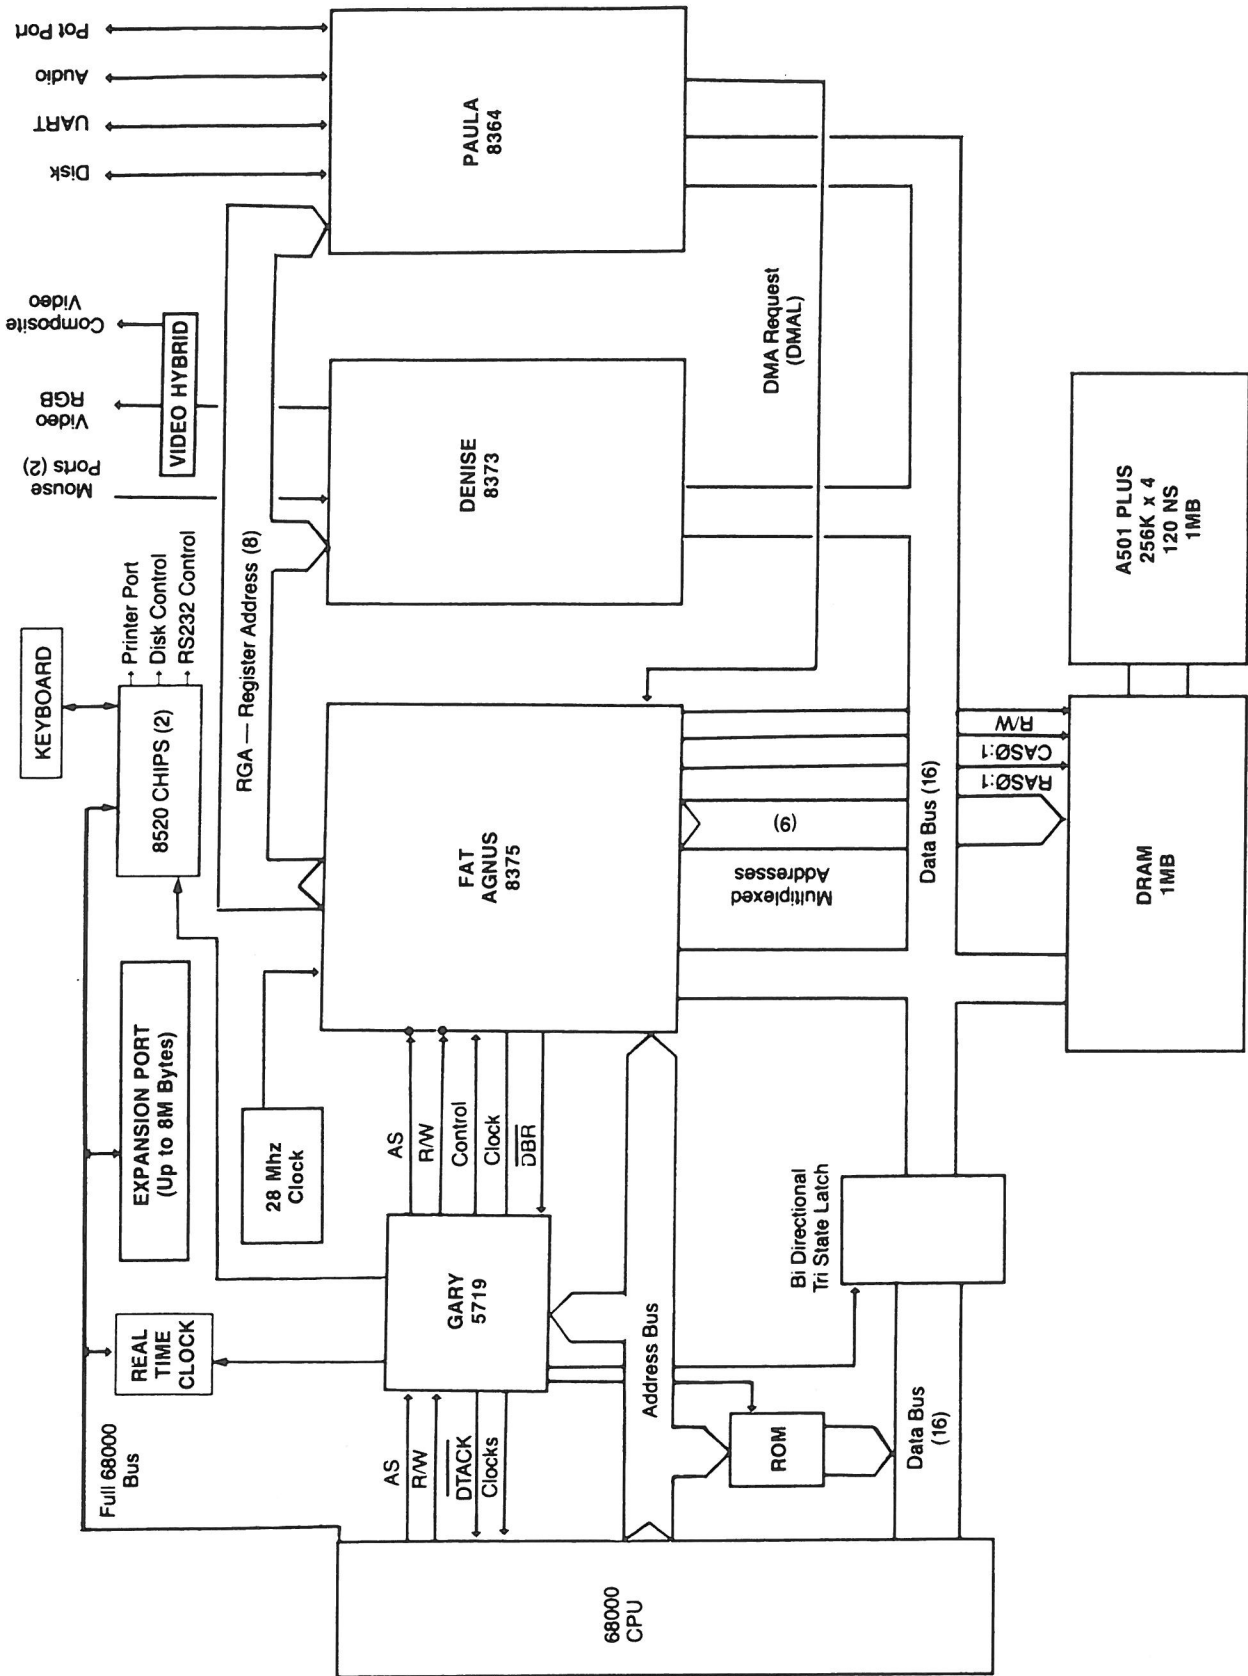 Full 68000
Bus
REAL
TIME
CLOCK
EXPANSION PORT
(Up to 8M Bytes)
KEYBOARD
8520 CHIPS (2)
Printer Port
Disk Control
RS232 Control
Mouse
Ports (2)
Video
RGB
Composite
Video
VIDEO HYBRID
Disk
UART
Audio
Pot Port
28 Mhz
Clock
RGA — Register Address (8)
AS
R/W
DTACK
Clocks
GARY
5719
AS
R/W
Control
Clock
DBR
FAT
AGNUS
8375
DENISE
8373
PAULA
8364
68000
CPU
Address Bus
ROM
Data Bus
(16)
Bi Directional
Tri State Latch
Multiplexed
Addresses
(9)
DMA Request
(DMAL)
Data Bus (16)
RASØ:1
CASØ:1
R/W
DRAM
1MB
A501 PLUS
256K x 4
120 NS
1MB